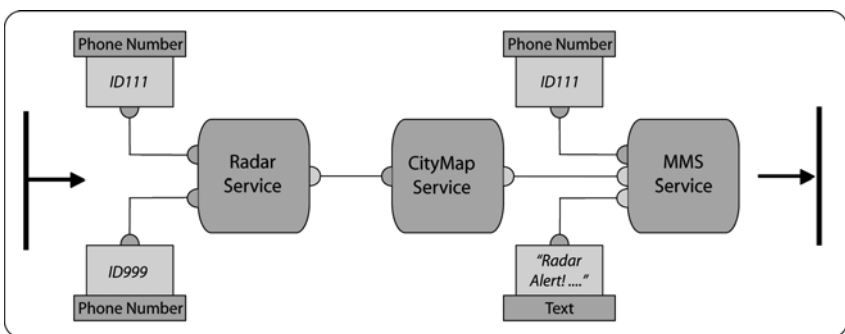 Phone Number
ID111
Phone Number
ID111
Radar
Service
CityMap
Service
MMS
Service
ID999
Phone Number
“Radar
Alert! ....”
Text